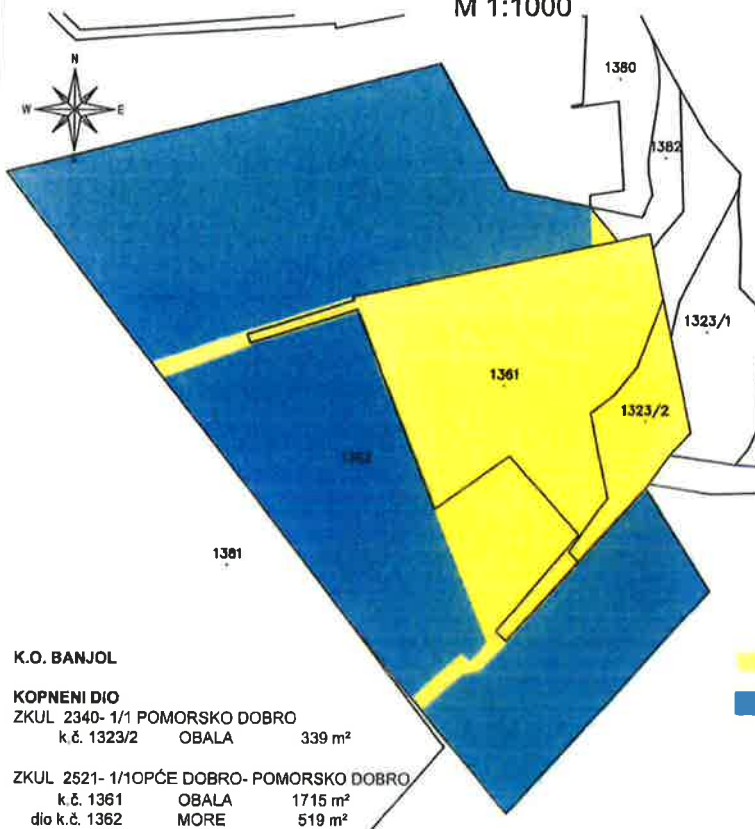 M 1:1000
N
W E
1380
1382
1323/1
1361
1323/2
1362
1381
K.O. BANJOL
KOPNENI DIO
ZKUL 2340- 1/1 POMORSKO DOBRO
k.č. 1323/2 OBALA 339 m²
ZKUL 2521- 1/1OPĆE DOBRO- POMORSKO DOBRO
k.č. 1361 OBALA 1715 m²
dio k.č. 1362 MORE 519 m²